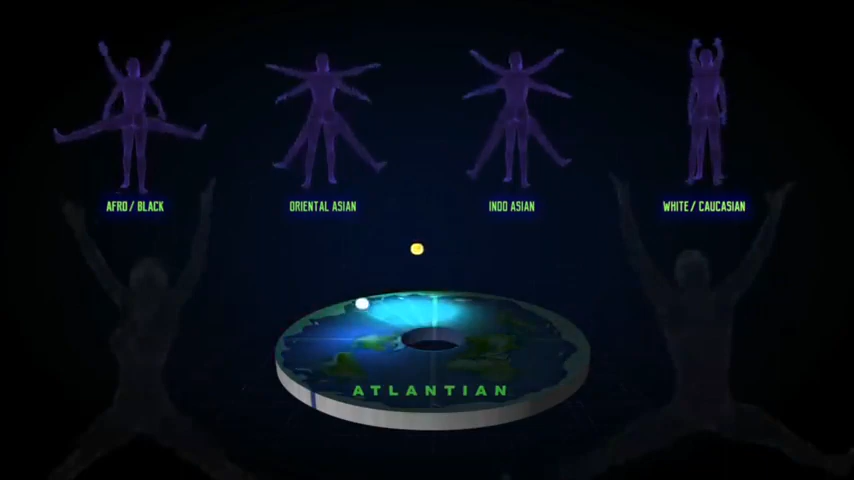 AFRO / BLACK
ORIENTAL ASIAN
INDO ASIAN
WHITE / CAUCASIAN
ATLANTIAN